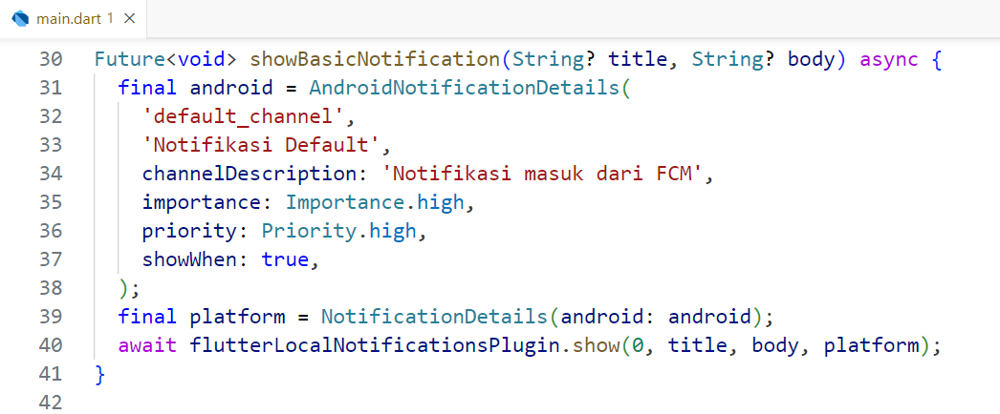 main.dart 1 ×
30 Future<void> showBasicNotification(String? title, String? body) async {
31   final android = AndroidNotificationDetails(
32     'default_channel',
33     'Notifikasi Default',
34     channelDescription: 'Notifikasi masuk dari FCM',
35     importance: Importance.high,
36     priority: Priority.high,
37     showWhen: true,
38   );
39   final platform = NotificationDetails(android: android);
40   await flutterLocalNotificationsPlugin.show(0, title, body, platform);
41 }
42